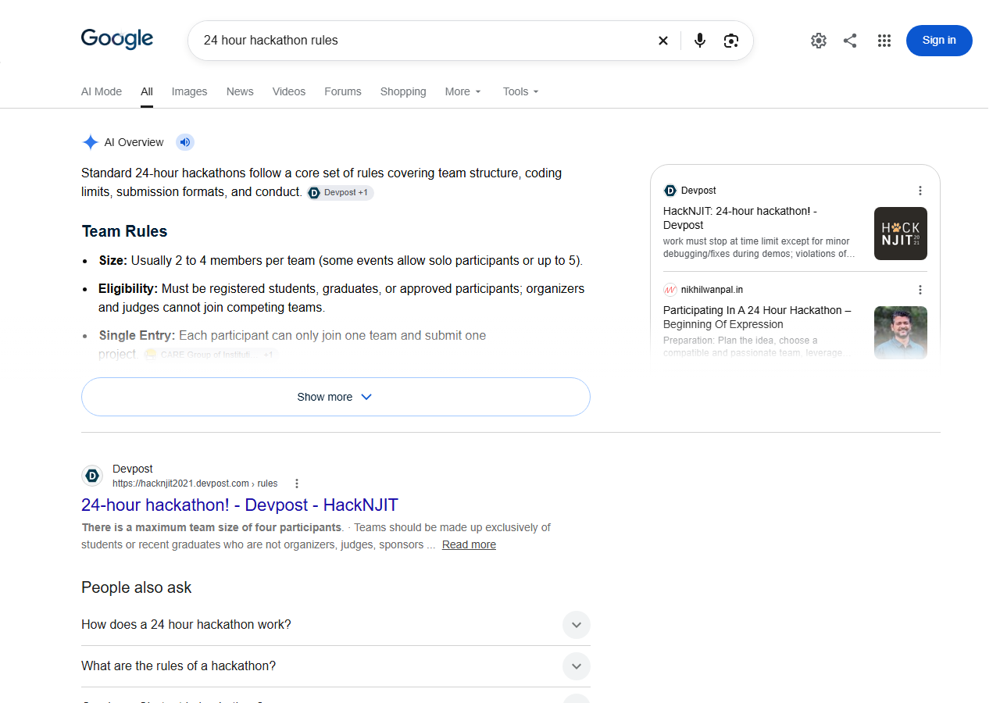 Google
24 hour hackathon rules
Sign in
AI Mode
All
Images
News
Videos
Forums
Shopping
More
Tools
AI Overview
Standard 24-hour hackathons follow a core set of rules covering team structure, coding
limits, submission formats, and conduct. Devpost +1
Team Rules
Size: Usually 2 to 4 members per team (some events allow solo participants or up to 5).
Eligibility: Must be registered students, graduates, or approved participants; organizers
and judges cannot join competing teams.
Single Entry: Each participant can only join one team and submit one
project. CARE Group of Instituti... +1
Show more
Devpost
HackNJIT: 24-hour hackathon! -
Devpost
work must stop at time limit except for minor
debugging/fixes during demos; violations of...
HACK
NJIT 20
21
nikhilwanpal.in
Participating In A 24 Hour Hackathon –
Beginning Of Expression
Preparation: Plan the idea, choose a
compatible and passionate team, leverage...
Devpost
https://hacknjit2021.devpost.com › rules
24-hour hackathon! - Devpost - HackNJIT
There is a maximum team size of four participants. · Teams should be made up exclusively of
students or recent graduates who are not organizers, judges, sponsors ... Read more
People also ask
How does a 24 hour hackathon work?
What are the rules of a hackathon?